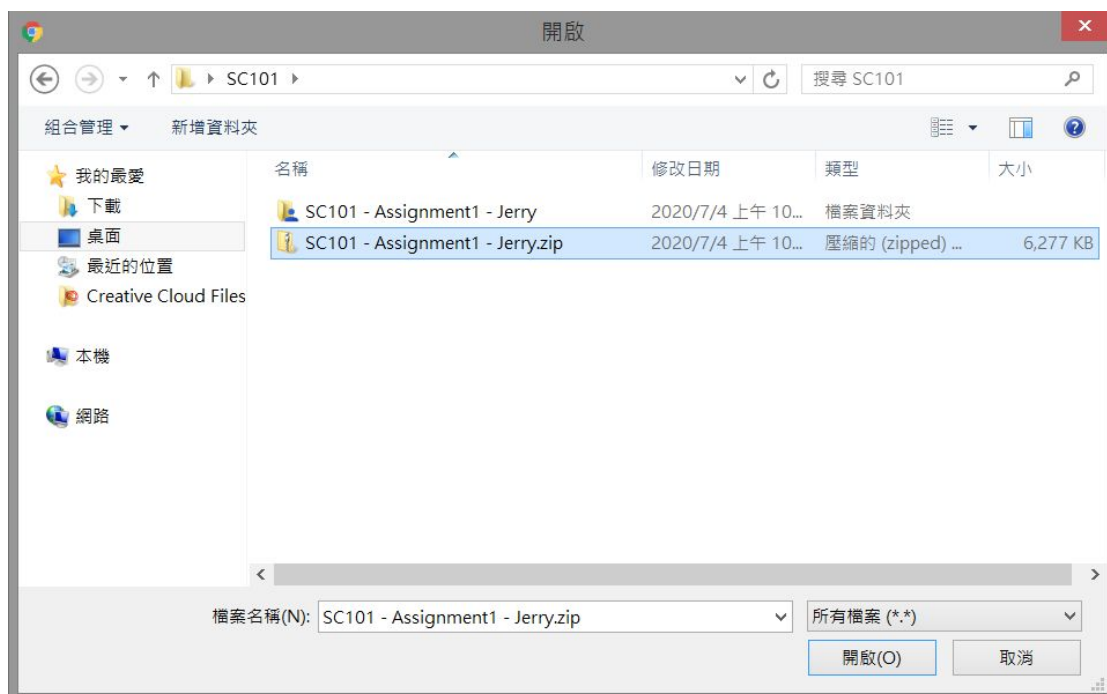 開啟
SC101
搜尋 SC101
組合管理 新增資料夾
名稱 修改日期 類型 大小
我的最愛
下載
桌面
最近的位置
Creative Cloud Files
本機
網路
SC101 - Assignment1 - Jerry 2020/7/4 上午 10... 檔案資料夾
SC101 - Assignment1 - Jerry.zip 2020/7/4 上午 10... 壓縮的 (zipped) ... 6,277 KB
檔案名稱(N): SC101 - Assignment1 - Jerry.zip 所有檔案 (*.*)
開啟(O) 取消